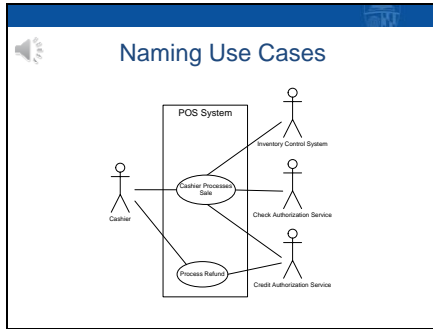 Naming Use Cases
POS System
Inventory Control System
Cashier Processes
Sale
Check Authorization Service
Cashier
Process Refund
Credit Authorization Service